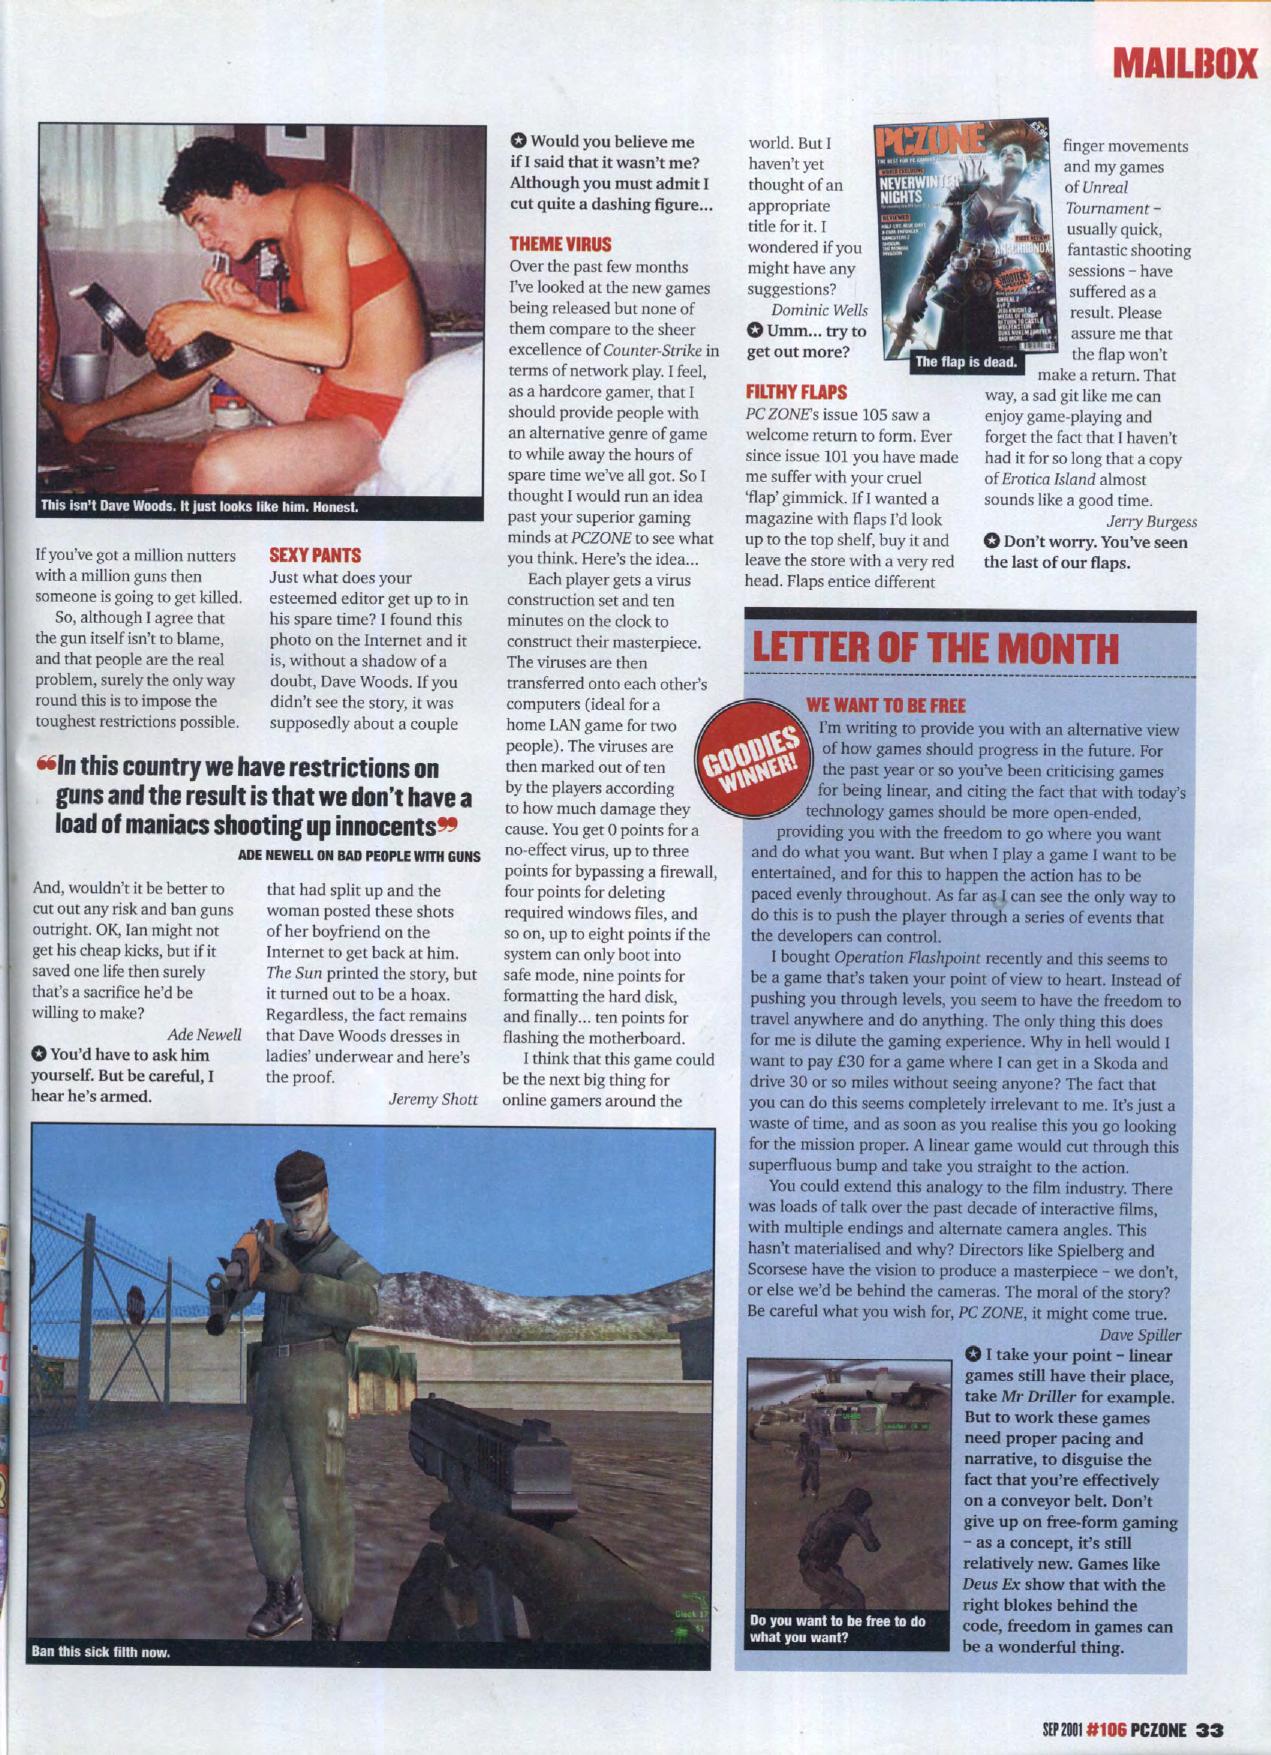 MAILBOX
This isn't Dave Woods. It just looks like him. Honest.
If you've got a million nutters
with a million guns then
someone is going to get killed.
So, although I agree that
the gun itself isn't to blame,
and that people are the real
problem, surely the only way
round this is to impose the
toughest restrictions possible.
❝In this country we have restrictions on
guns and the result is that we don't have a
load of maniacs shooting up innocents❞
ADE NEWELL ON BAD PEOPLE WITH GUNS
And, wouldn't it be better to
cut out any risk and ban guns
outright. OK, Ian might not
get his cheap kicks, but if it
saved one life then surely
that's a sacrifice he'd be
willing to make?
Ade Newell
✪ You'd have to ask him
yourself. But be careful, I
hear he's armed.
SEXY PANTS
Just what does your
esteemed editor get up to in
his spare time? I found this
photo on the Internet and it
is, without a shadow of a
doubt, Dave Woods. If you
didn't see the story, it was
supposedly about a couple
that had split up and the
woman posted these shots
of her boyfriend on the
Internet to get back at him.
The Sun printed the story, but
it turned out to be a hoax.
Regardless, the fact remains
that Dave Woods dresses in
ladies' underwear and here's
the proof.
Jeremy Shott
✪ Would you believe me
if I said that it wasn't me?
Although you must admit I
cut quite a dashing figure...
THEME VIRUS
Over the past few months
I've looked at the new games
being released but none of
them compare to the sheer
excellence of Counter-Strike in
terms of network play. I feel,
as a hardcore gamer, that I
should provide people with
an alternative genre of game
to while away the hours of
spare time we've all got. So I
thought I would run an idea
past your superior gaming
minds at PCZONE to see what
you think. Here's the idea...
Each player gets a virus
construction set and ten
minutes on the clock to
construct their masterpiece.
The viruses are then
transferred onto each other's
computers (ideal for a
home LAN game for two
people). The viruses are
then marked out of ten
by the players according
to how much damage they
cause. You get 0 points for a
no-effect virus, up to three
points for bypassing a firewall,
four points for deleting
required windows files, and
so on, up to eight points if the
system can only boot into
safe mode, nine points for
formatting the hard disk,
and finally... ten points for
flashing the motherboard.
I think that this game could
be the next big thing for
online gamers around the
world. But I
haven't yet
thought of an
appropriate
title for it. I
wondered if you
might have any
suggestions?
Dominic Wells
✪ Umm... try to
get out more?
PCZONE
NEVERWINTER
NIGHTS
REVIEWED
ANACHRONOX
The flap is dead.
FILTHY FLAPS
PC ZONE's issue 105 saw a
welcome return to form. Ever
since issue 101 you have made
me suffer with your cruel
'flap' gimmick. If I wanted a
magazine with flaps I'd look
up to the top shelf, buy it and
leave the store with a very red
head. Flaps entice different
finger movements
and my games
of Unreal
Tournament –
usually quick,
fantastic shooting
sessions – have
suffered as a
result. Please
assure me that
the flap won't
make a return. That
way, a sad git like me can
enjoy game-playing and
forget the fact that I haven't
had it for so long that a copy
of Erotica Island almost
sounds like a good time.
Jerry Burgess
✪ Don't worry. You've seen
the last of our flaps.
LETTER OF THE MONTH
GOODIES
WINNER!
WE WANT TO BE FREE
I'm writing to provide you with an alternative view
of how games should progress in the future. For
the past year or so you've been criticising games
for being linear, and citing the fact that with today's
technology games should be more open-ended,
providing you with the freedom to go where you want
and do what you want. But when I play a game I want to be
entertained, and for this to happen the action has to be
paced evenly throughout. As far as I can see the only way to
do this is to push the player through a series of events that
the developers can control.
I bought Operation Flashpoint recently and this seems to
be a game that's taken your point of view to heart. Instead of
pushing you through levels, you seem to have the freedom to
travel anywhere and do anything. The only thing this does
for me is dilute the gaming experience. Why in hell would I
want to pay £30 for a game where I can get in a Skoda and
drive 30 or so miles without seeing anyone? The fact that
you can do this seems completely irrelevant to me. It's just a
waste of time, and as soon as you realise this you go looking
for the mission proper. A linear game would cut through this
superfluous bump and take you straight to the action.
You could extend this analogy to the film industry. There
was loads of talk over the past decade of interactive films,
with multiple endings and alternate camera angles. This
hasn't materialised and why? Directors like Spielberg and
Scorsese have the vision to produce a masterpiece – we don't,
or else we'd be behind the cameras. The moral of the story?
Be careful what you wish for, PC ZONE, it might come true.
Dave Spiller
✪ I take your point – linear
games still have their place,
take Mr Driller for example.
But to work these games
need proper pacing and
narrative, to disguise the
fact that you're effectively
on a conveyor belt. Don't
give up on free-form gaming
– as a concept, it's still
relatively new. Games like
Deus Ex show that with the
right blokes behind the
code, freedom in games can
be a wonderful thing.
Do you want to be free to do
what you want?
Glock 17
Ban this sick filth now.
SEP 2001 #106 PCZONE 33